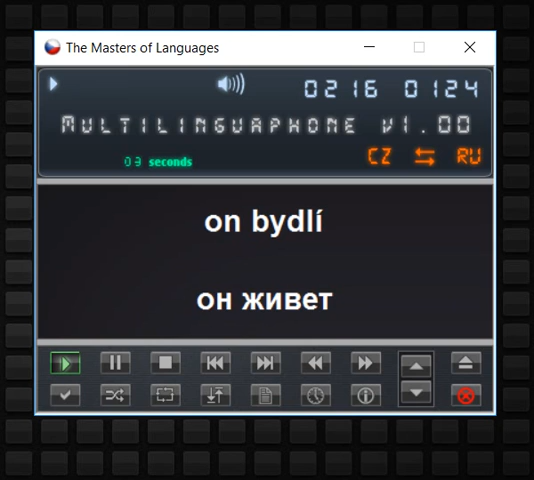 The Masters of Languages
0216 0124
MULTILINGUAPHONE v1.00
03 seconds
CZ RU
on bydlí
он живет